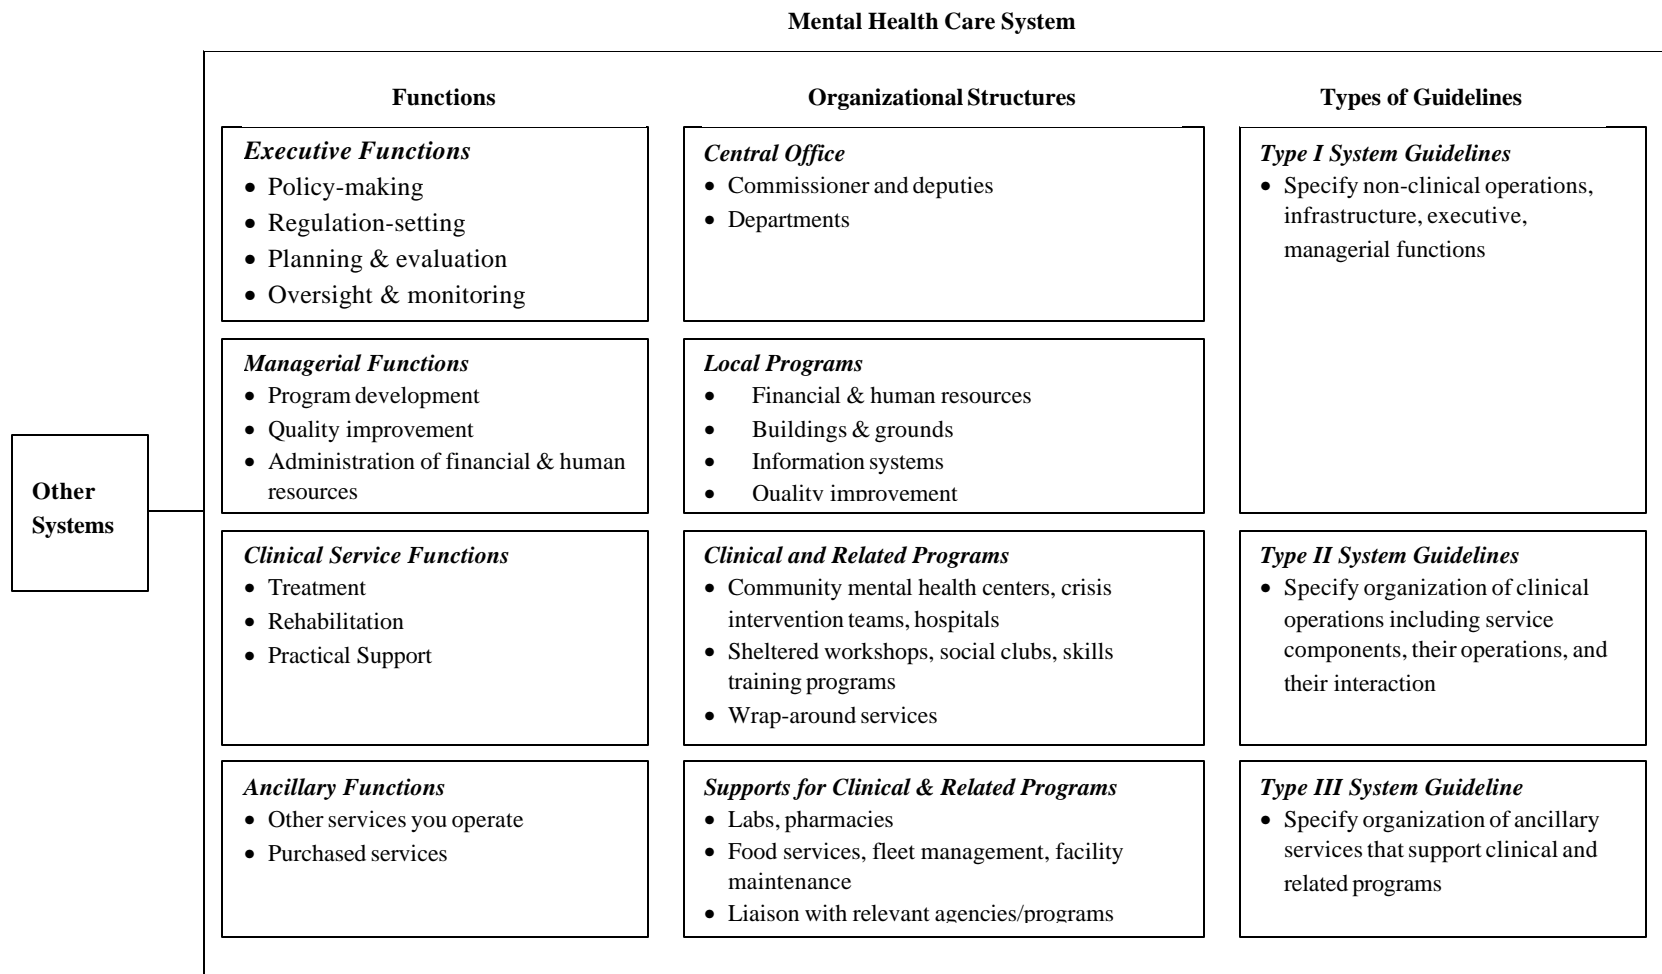 Mental Health Care System
Functions
Organizational Structures
Types of Guidelines
Executive Functions
• Policy-making
• Regulation-setting
• Planning & evaluation
• Oversight & monitoring
Central Office
• Commissioner and deputies
• Departments
Type I System Guidelines
• Specify non-clinical operations,
infrastructure, executive,
managerial functions
Managerial Functions
• Program development
• Quality improvement
• Administration of financial & human
resources
Local Programs
• Financial & human resources
• Buildings & grounds
• Information systems
• Quality improvement
Other
Systems
Clinical Service Functions
• Treatment
• Rehabilitation
• Practical Support
Clinical and Related Programs
• Community mental health centers, crisis
intervention teams, hospitals
• Sheltered workshops, social clubs, skills
training programs
• Wrap-around services
Type II System Guidelines
• Specify organization of clinical
operations including service
components, their operations, and
their interaction
Ancillary Functions
• Other services you operate
• Purchased services
Supports for Clinical & Related Programs
• Labs, pharmacies
• Food services, fleet management, facility
maintenance
• Liaison with relevant agencies/programs
Type III System Guideline
• Specify organization of ancillary
services that support clinical and
related programs